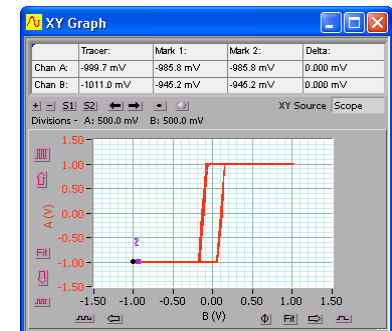 XY Graph
Tracer: Mark 1: Mark 2: Delta:
Chan A: -999.7 mV -985.8 mV -985.8 mV 0.000 mV
Chan B: -1011.0 mV -945.2 mV -945.2 mV 0.000 mV
+ - S1 S2 XY Source Scope
Divisions - A: 500.0 mV B: 500.0 mV
1.50
1.00
0.50
0.00
-0.50
-1.00
-1.50
A (V)
Fit
2
-1.50 -1.00 -0.50 0.00 0.50 1.00 1.50
B (V) Fit